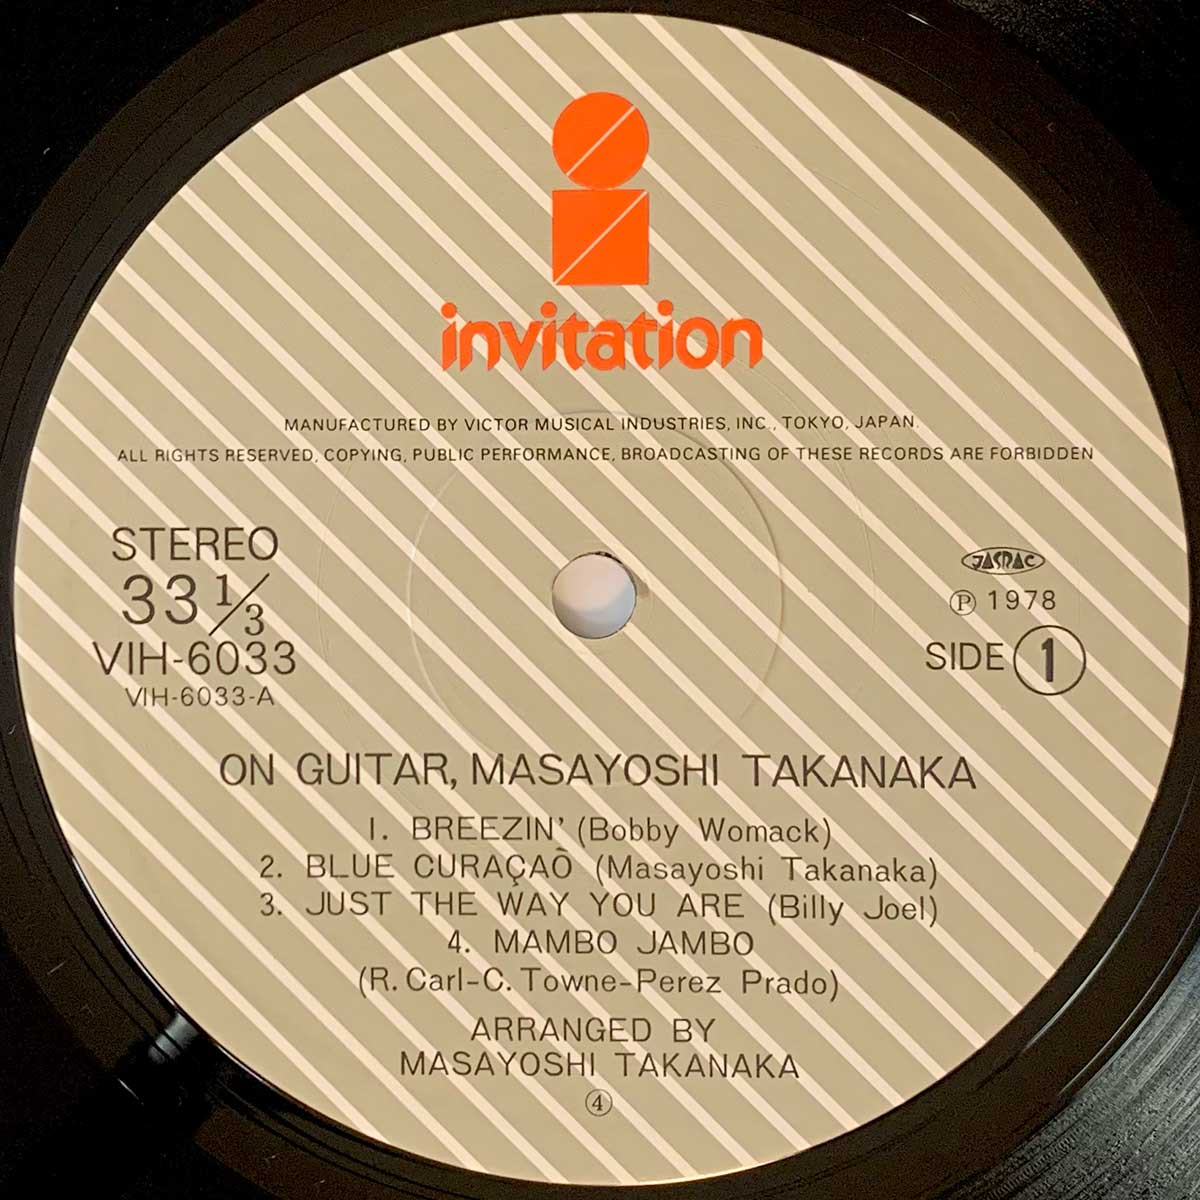 invitation
MANUFACTURED BY VICTOR MUSICAL INDUSTRIES, INC., TOKYO, JAPAN.
ALL RIGHTS RESERVED, COPYING, PUBLIC PERFORMANCE, BROADCASTING OF THESE RECORDS ARE FORBIDDEN
STEREO
33 1/3
VIH-6033
VIH-6033-A
JASRAC
Ⓟ 1978
SIDE 1
ON GUITAR, MASAYOSHI TAKANAKA
1. BREEZIN' (Bobby Womack)
2. BLUE CURAÇAÕ (Masayoshi Takanaka)
3. JUST THE WAY YOU ARE (Billy Joel)
4. MAMBO JAMBO
(R. Carl-C. Towne-Perez Prado)
ARRANGED BY
MASAYOSHI TAKANAKA
④